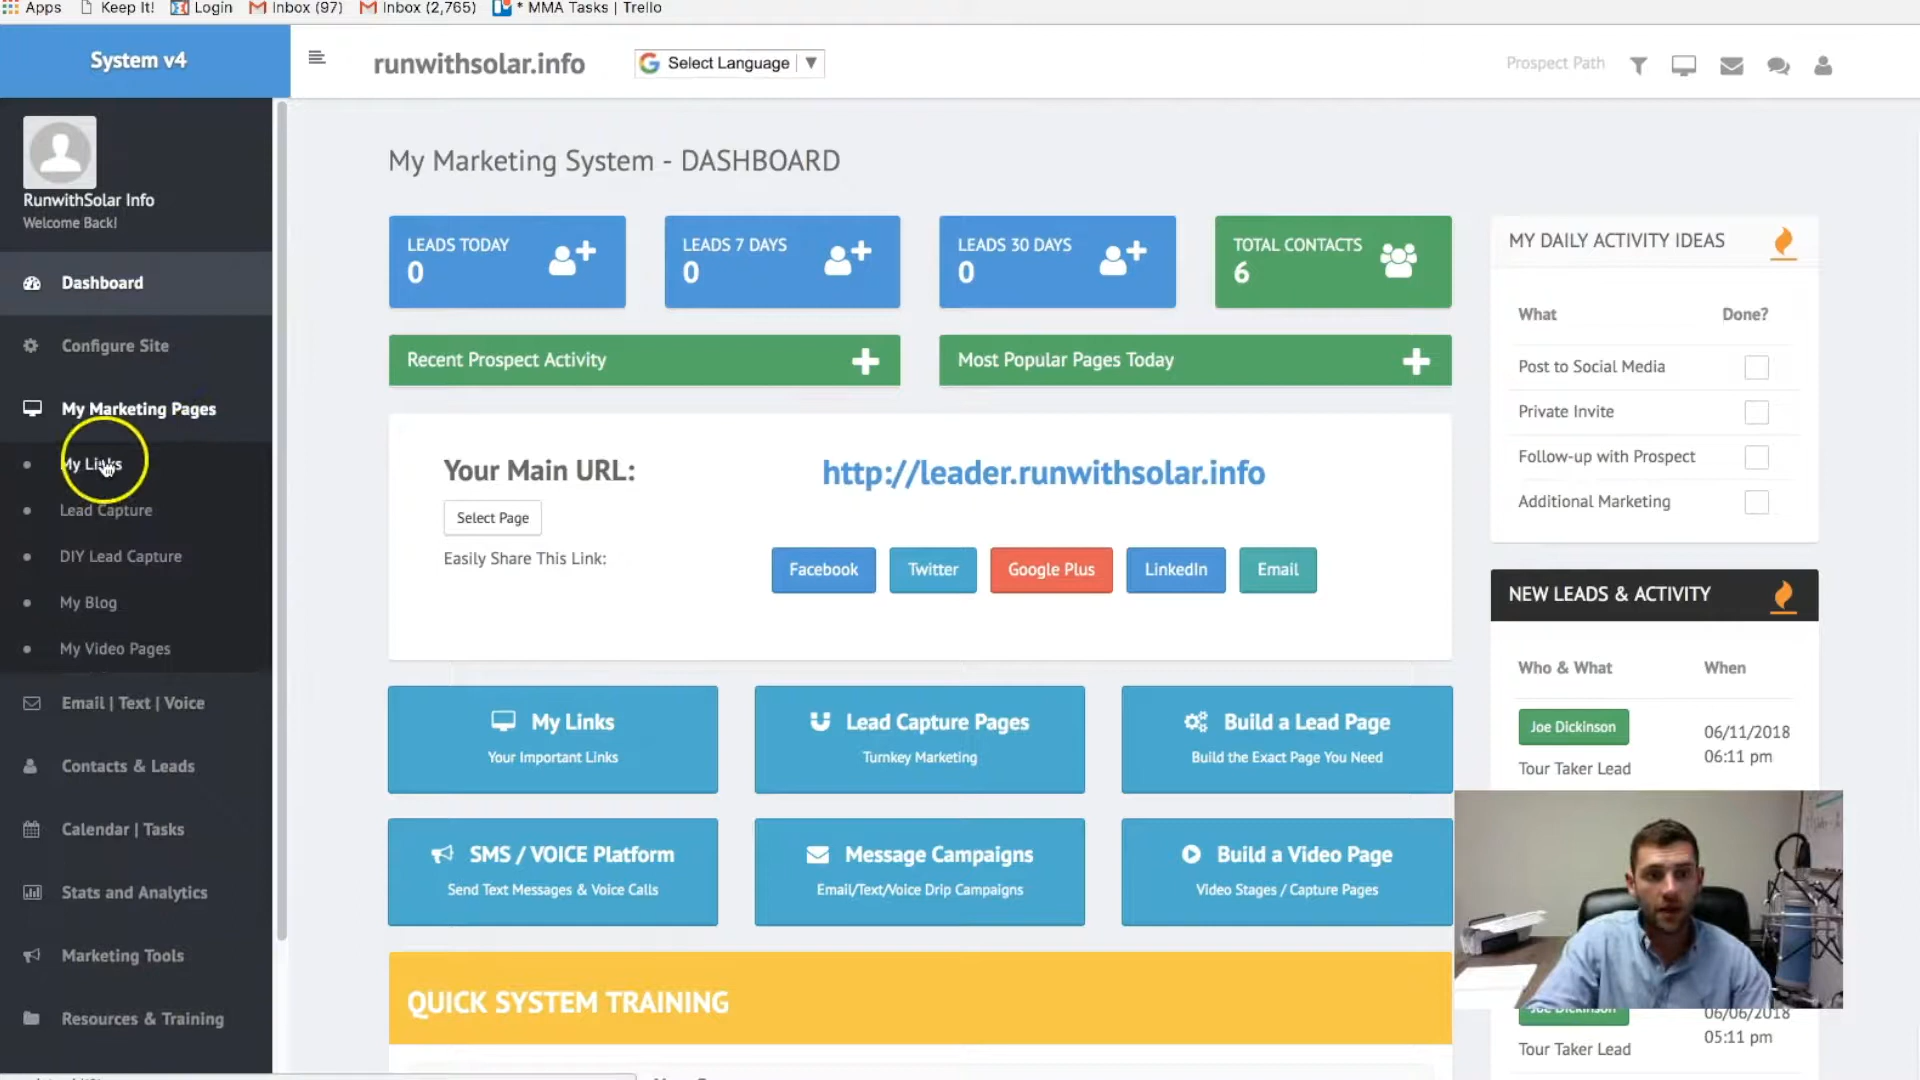 Apps Keep It! Login Inbox (97) Inbox (2,765) * MMA Tasks | Trello
System v4
runwithsolar.info
Select Language ▼
Prospect Path
RunwithSolar Info
Welcome Back!
Dashboard
Configure Site
My Marketing Pages
My Links
Lead Capture
DIY Lead Capture
My Blog
My Video Pages
Email | Text | Voice
Contacts & Leads
Calendar | Tasks
Stats and Analytics
Marketing Tools
Resources & Training
My Marketing System - DASHBOARD
LEADS TODAY
0
LEADS 7 DAYS
0
LEADS 30 DAYS
0
TOTAL CONTACTS
6
Recent Prospect Activity
Most Popular Pages Today
Your Main URL:
http://leader.runwithsolar.info
Select Page
Easily Share This Link:
Facebook
Twitter
Google Plus
LinkedIn
Email
My Links
Your Important Links
Lead Capture Pages
Turnkey Marketing
Build a Lead Page
Build the Exact Page You Need
SMS / VOICE Platform
Send Text Messages & Voice Calls
Message Campaigns
Email/Text/Voice Drip Campaigns
Build a Video Page
Video Stages / Capture Pages
QUICK SYSTEM TRAINING
MY DAILY ACTIVITY IDEAS
What Done?
Post to Social Media
Private Invite
Follow-up with Prospect
Additional Marketing
NEW LEADS & ACTIVITY
Who & What When
Joe Dickinson
06/11/2018
06:11 pm
Tour Taker Lead
Joe Dickinson
06/06/2018
05:11 pm
Tour Taker Lead